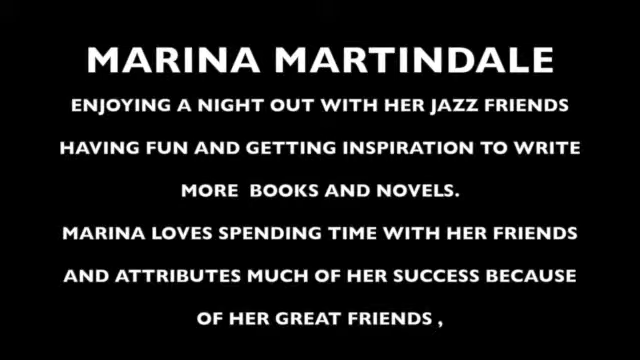 MARINA MARTINDALE
ENJOYING A NIGHT OUT WITH HER JAZZ FRIENDS
HAVING FUN AND GETTING INSPIRATION TO WRITE
MORE BOOKS AND NOVELS.
MARINA LOVES SPENDING TIME WITH HER FRIENDS
AND ATTRIBUTES MUCH OF HER SUCCESS BECAUSE
OF HER GREAT FRIENDS ,